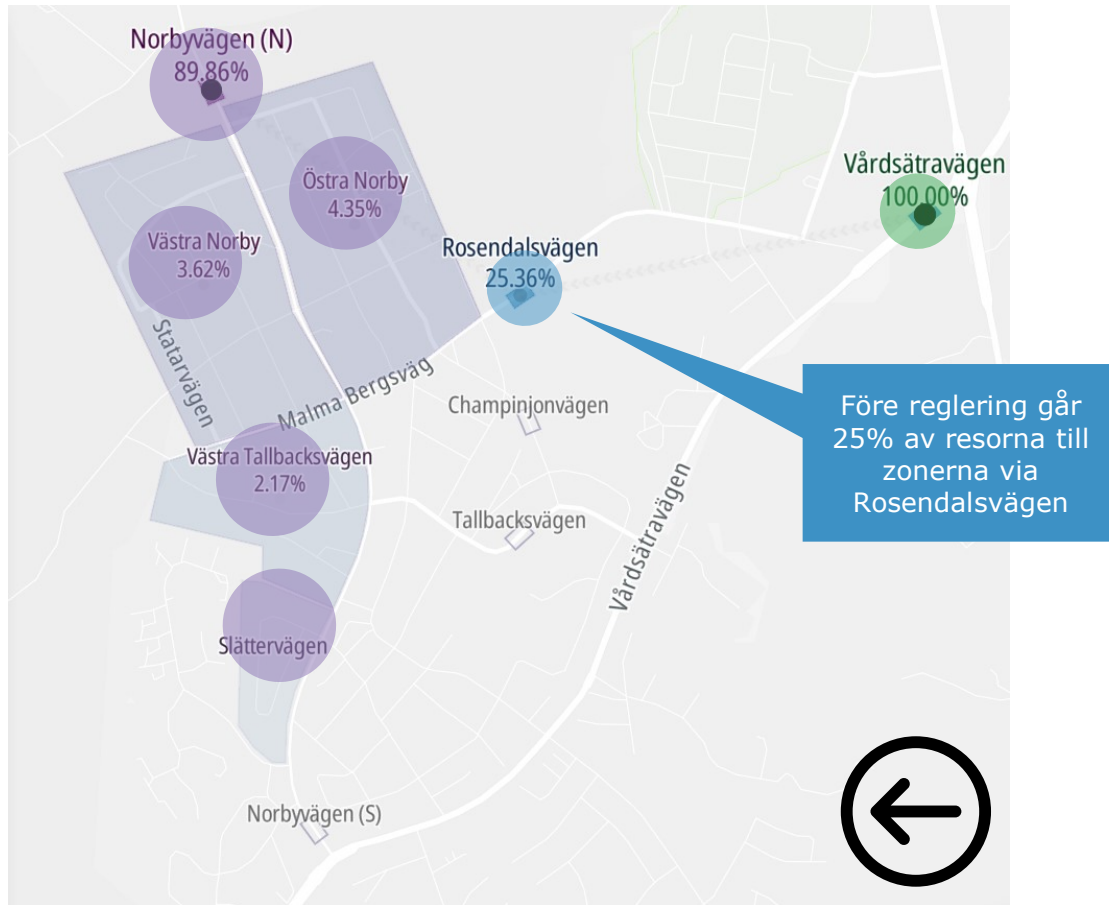 Norbyvägen (N)
89.86%
Östra Norby
4.35%
Västra Norby
3.62%
Vårdsätravägen
100.00%
Rosendalsvägen
25.36%
Statarvägen
Malma Bergsväg
Champinjonvägen
Västra Tallbacksvägen
2.17%
Tallbacksvägen
Vårdsätravägen
Slättervägen
Norbyvägen (S)
Före reglering går
25% av resorna till
zonerna via
Rosendalsvägen